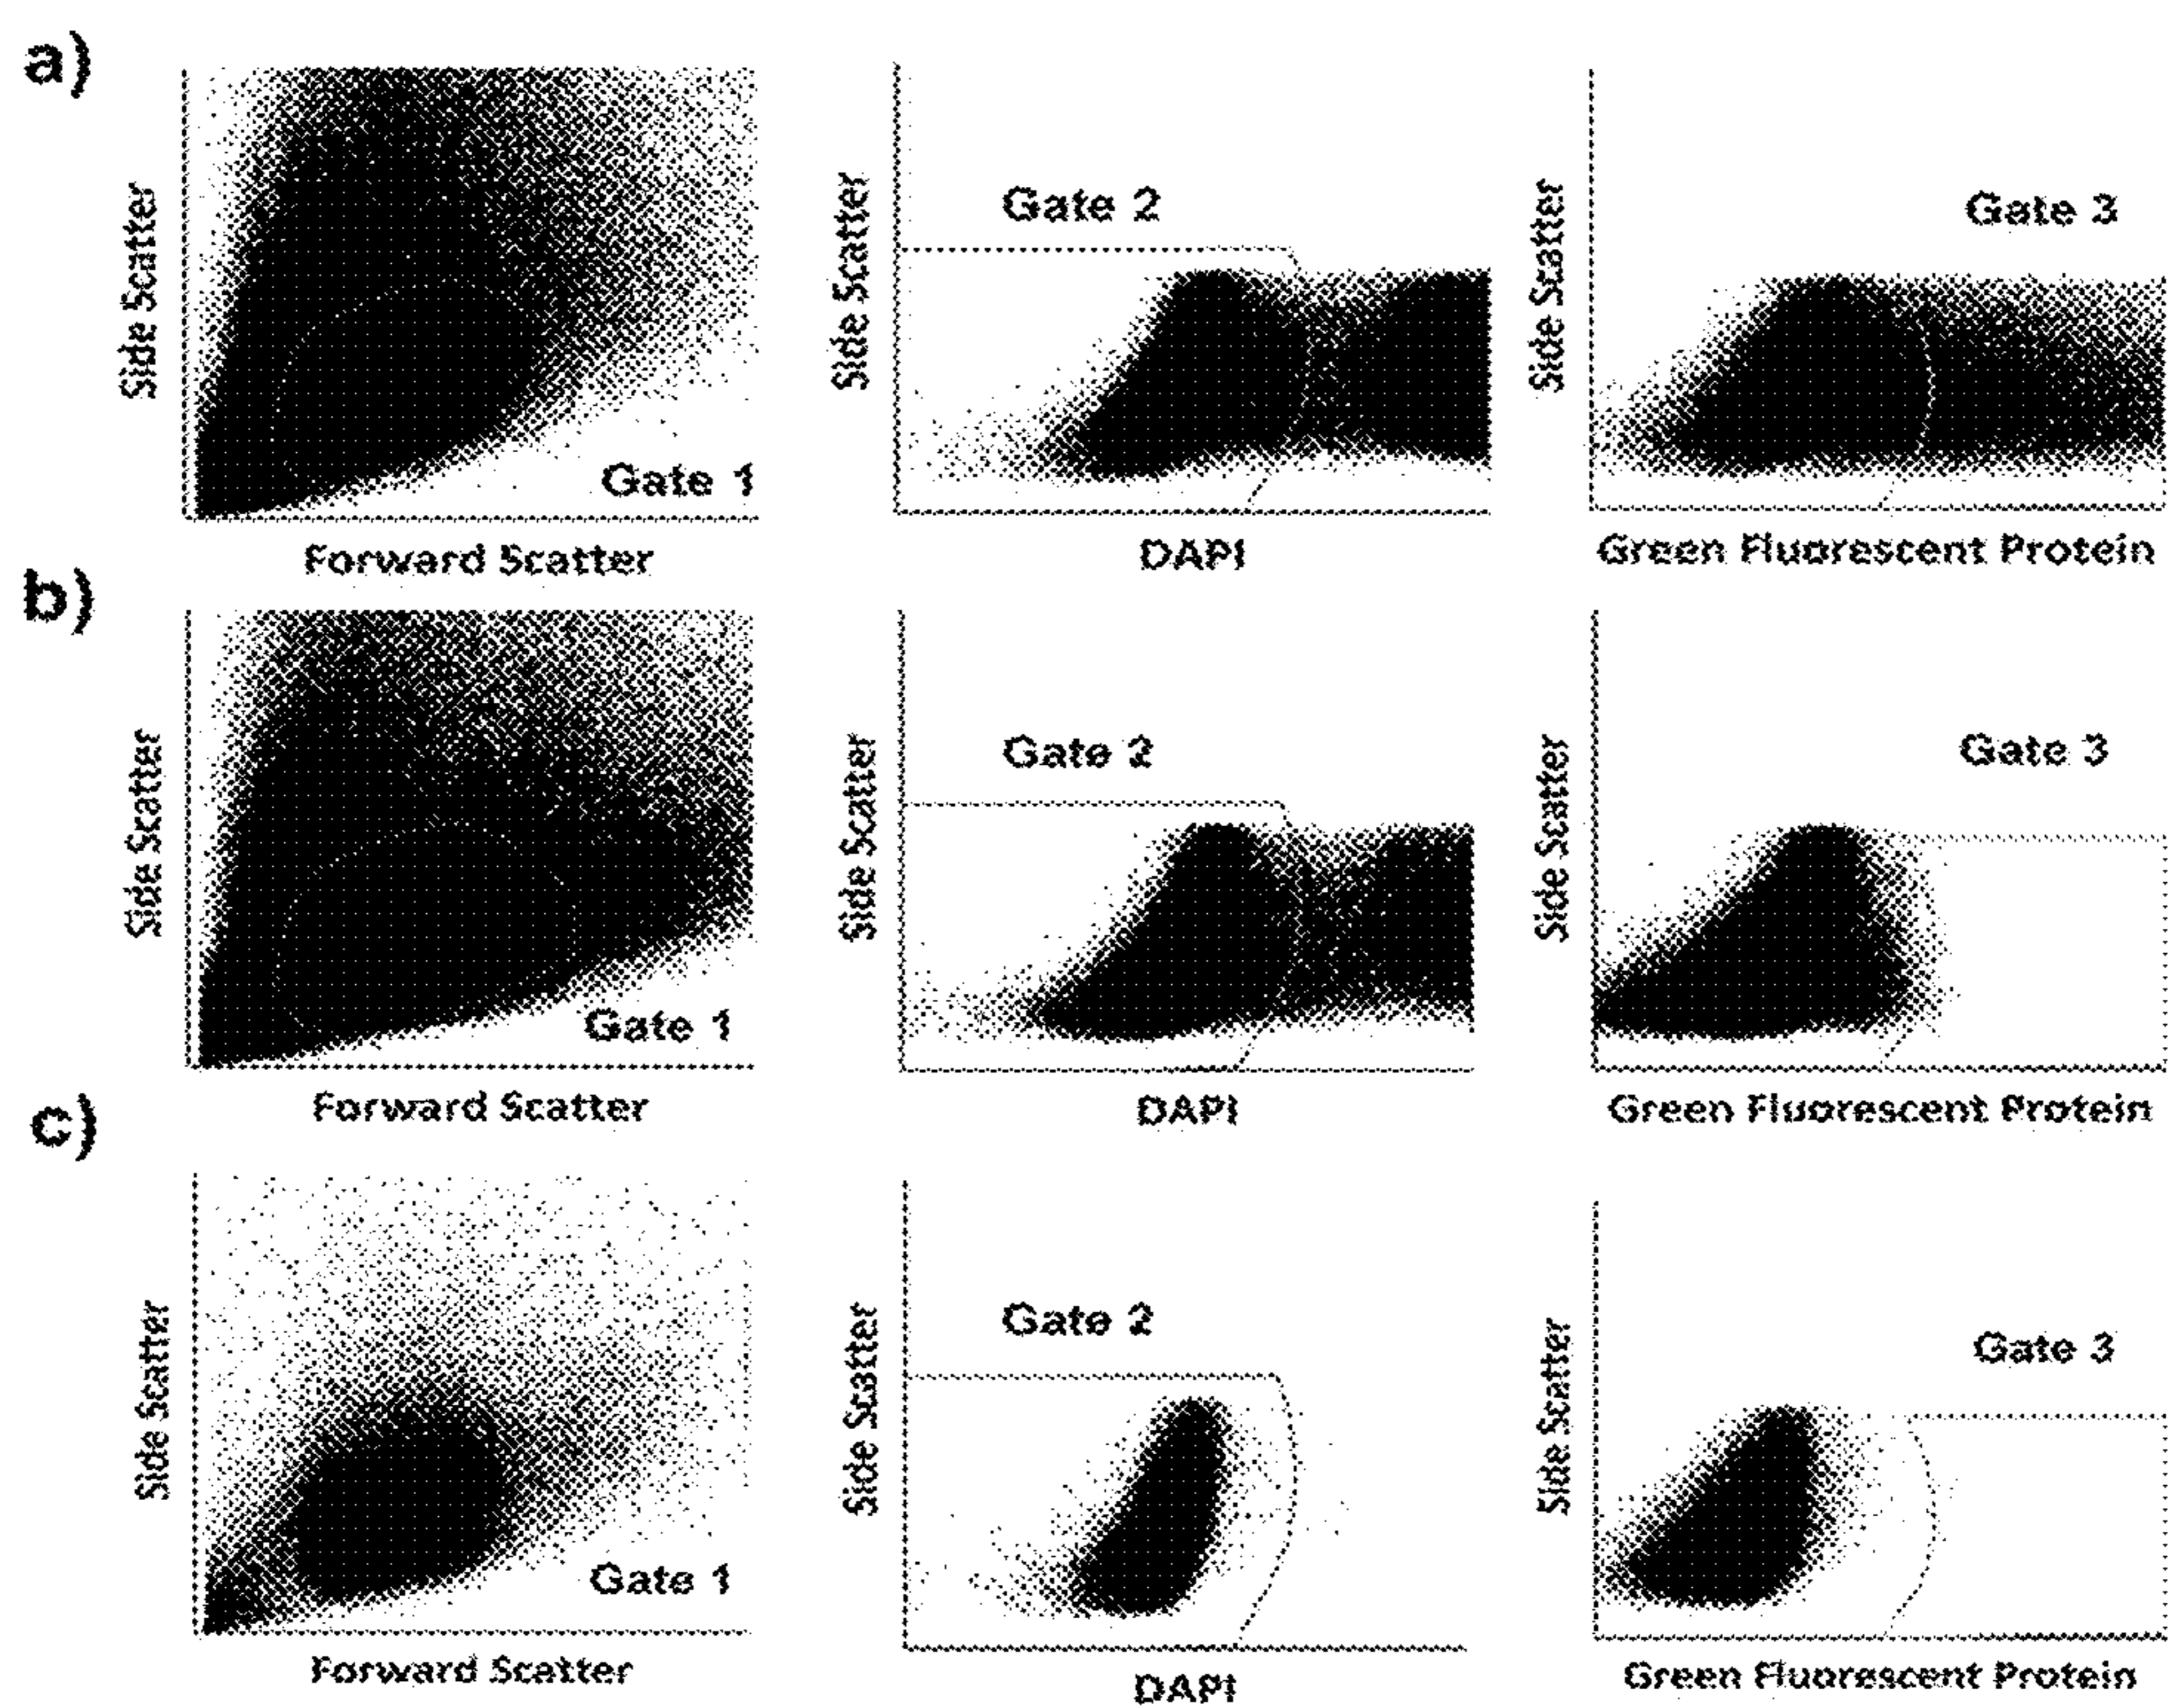 a)
Side Scatter
Gate 1
Forward Scatter
Side Scatter
Gate 2
DAPI
Side Scatter
Gate 3
Green Fluorescent Protein
b)
Side Scatter
Gate 1
Forward Scatter
Side Scatter
Gate 2
DAPI
Side Scatter
Gate 3
Green Fluorescent Protein
c)
Side Scatter
Gate 1
Forward Scatter
Side Scatter
Gate 2
DAPI
Side Scatter
Gate 3
Green Fluorescent Protein